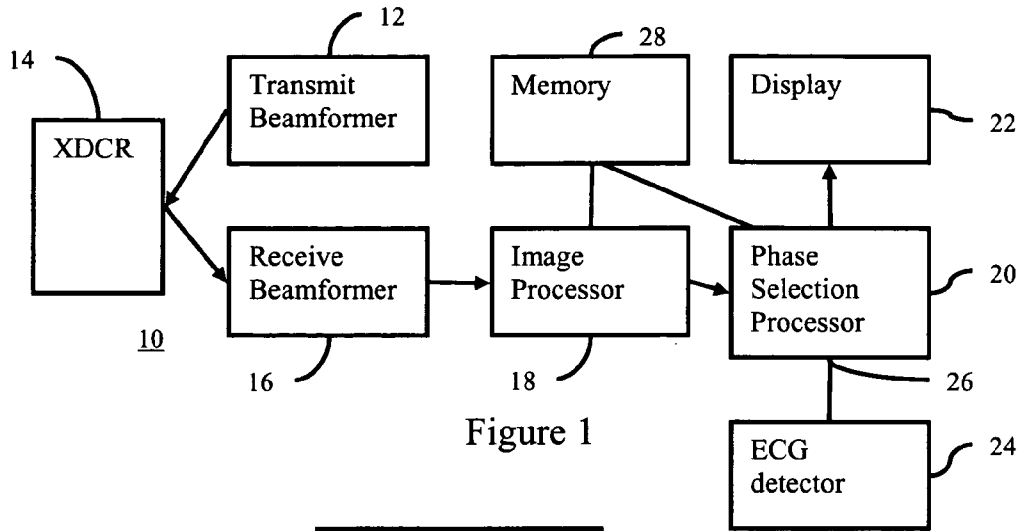 12
28
14
Transmit
Beamformer
Memory
Display
22
XDCR
Receive
Beamformer
Image
Processor
Phase
Selection
Processor
20
10
16
18
26
Figure 1
ECG
detector
24